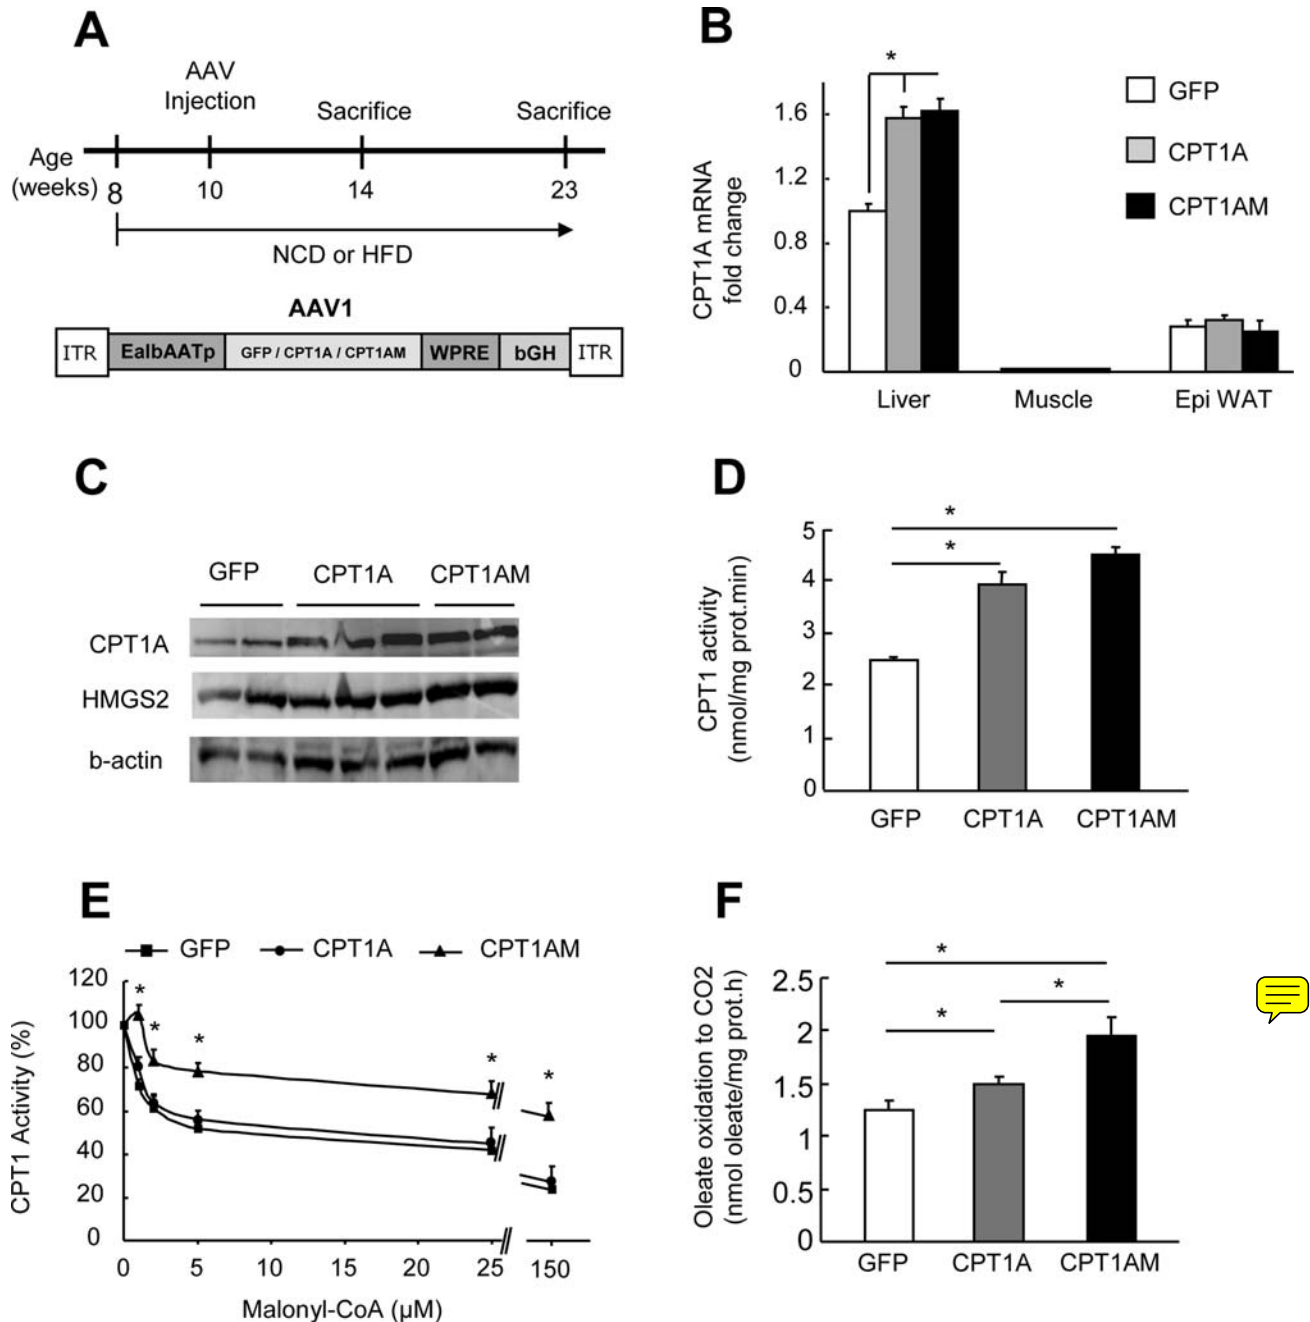 A
AAV
Injection
Sacrifice
Sacrifice
Age
(weeks)
8
10
14
23
NCD or HFD
AAV1
ITR
EalbAATp
GFP / CPT1A / CPT1AM
WPRE
bGH
ITR
B
*
GFP
CPT1A
CPT1AM
CPT1A mRNA
fold change
1.6
1.2
0.8
0.4
0
Liver
Muscle
Epi WAT
C
GFP
CPT1A
CPT1AM
CPT1A
HMGS2
b-actin
D
*
*
CPT1 activity
(nmol/mg prot.min)
5
4
3
2
1
0
GFP
CPT1A
CPT1AM
E
GFP
CPT1A
CPT1AM
CPT1 Activity (%)
120
100
80
60
40
20
0
*
*
*
*
*
0
5
10
15
20
25
150
Malonyl-CoA (µM)
F
*
*
*
Oleate oxidation to CO2
(nmol oleate/mg prot.h)
2.5
2
1.5
1
0.5
0
GFP
CPT1A
CPT1AM